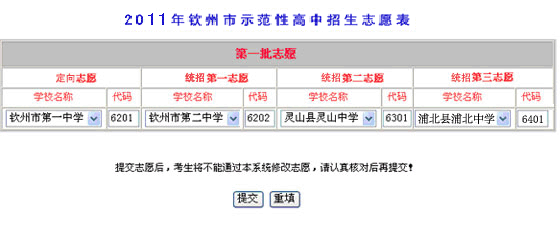 2011年钦州市示范性高中招生志愿表
第一批志愿
定向志愿 统招第一志愿 统招第二志愿 统招第三志愿
学校名称 代码 学校名称 代码 学校名称 代码 学校名称 代码
钦州市第一中学 6201 钦州市第二中学 6202 灵山县灵山中学 6301 浦北县浦北中学 6401
提交志愿后，考生将不能通过本系统修改志愿，请认真核对后再提交！
提交 重填